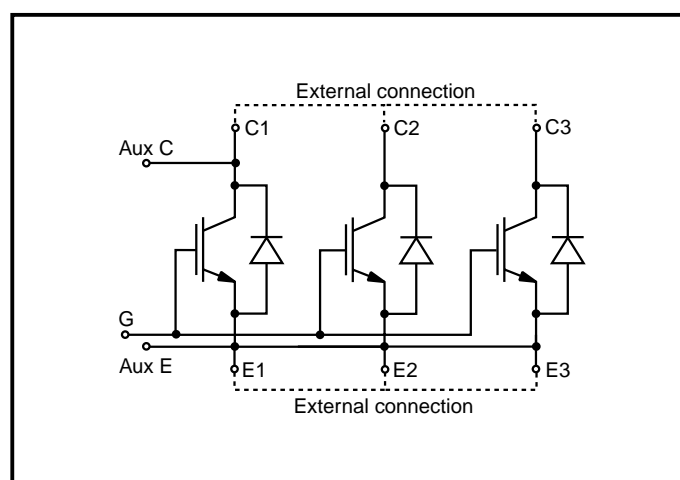 External connection
C1
C2
C3
Aux C
G
Aux E
E1
E2
E3
External connection